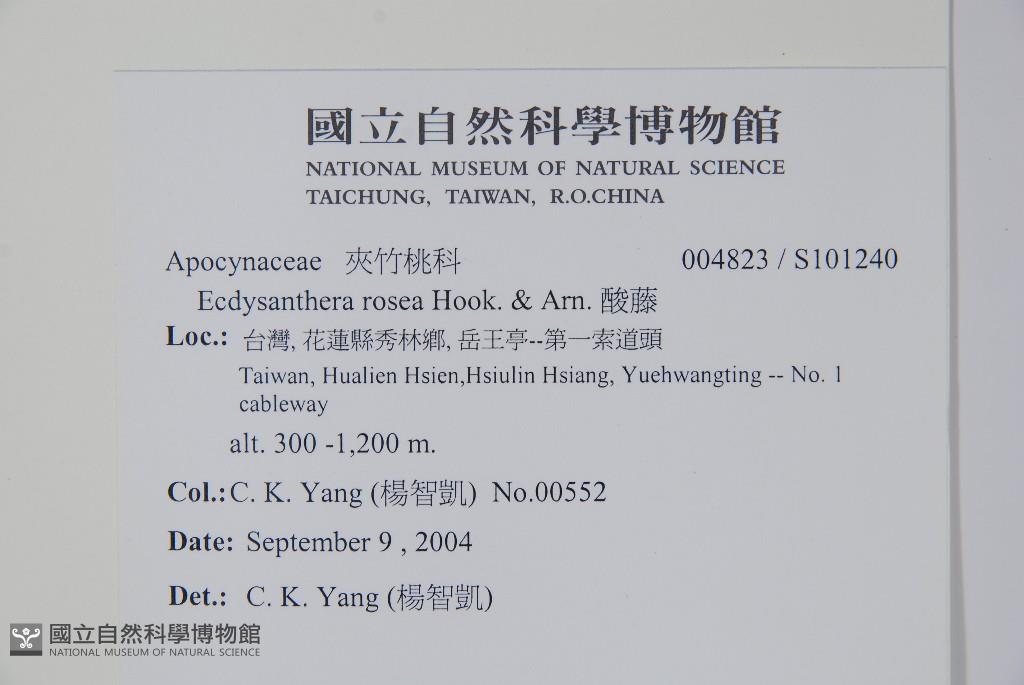 國立自然科學博物館
NATIONAL MUSEUM OF NATURAL SCIENCE
TAICHUNG, TAIWAN, R.O.CHINA
Apocynaceae 夾竹桃科 004823 / S101240
Ecdysanthera rosea Hook. & Arn. 酸藤
Loc.: 台灣, 花蓮縣秀林鄉, 岳王亭--第一索道頭
Taiwan, Hualien Hsien,Hsiulin Hsiang, Yuehwangting -- No. 1
cableway
alt. 300 -1,200 m.
Col.: C. K. Yang (楊智凱) No.00552
Date: September 9 , 2004
Det.: C. K. Yang (楊智凱)
國立自然科學博物館
NATIONAL MUSEUM OF NATURAL SCIENCE